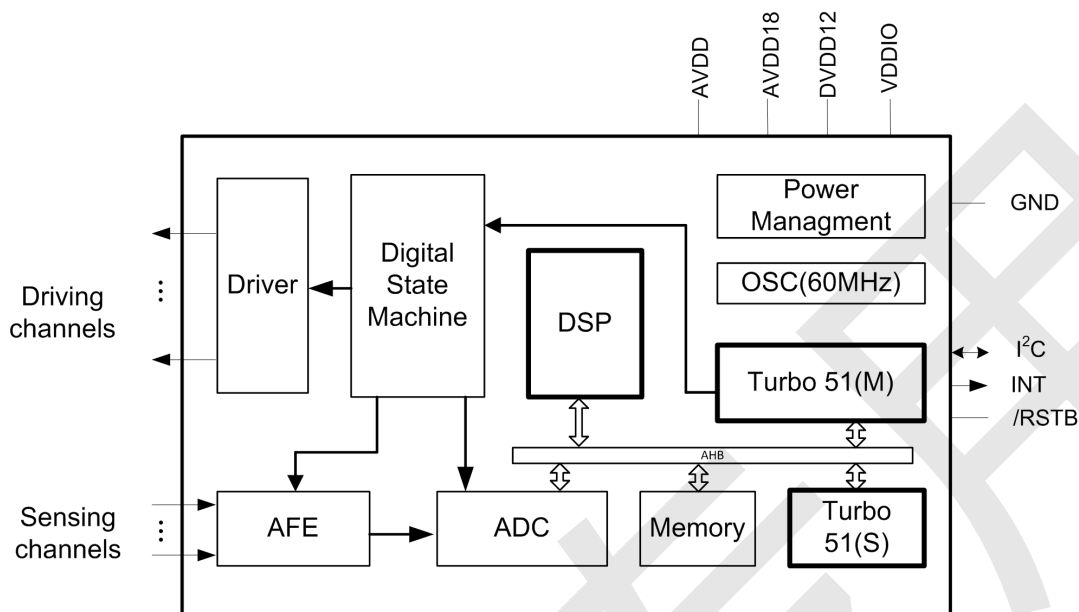 AVDD
AVDD18
DVDD12
VDDIO
Power
Managment
GND
OSC(60MHz)
Driver
Digital
State
Machine
DSP
Driving
channels
Turbo 51(M)
I²C
INT
/RSTB
AHB
Sensing
channels
AFE
ADC
Memory
Turbo
51(S)